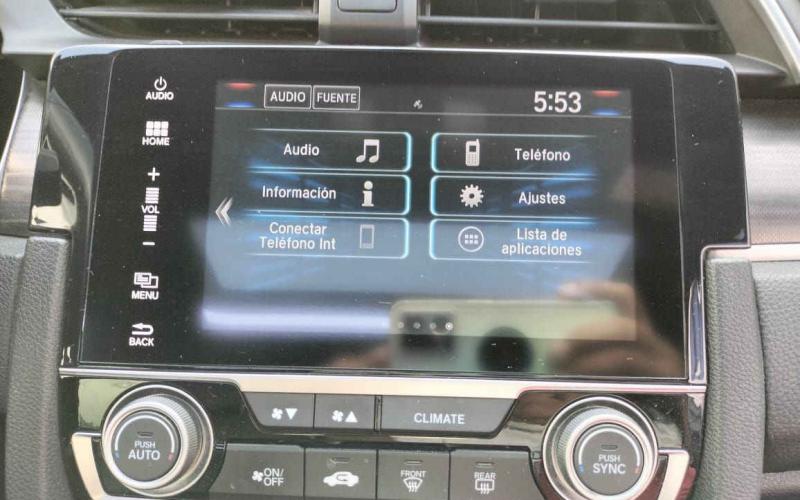 AUDIO
HOME
+
VOL
−
MENU
BACK
AUDIO FUENTE 5:53
Audio
Teléfono
Información
Ajustes
Conectar
Teléfono Int
Lista de
aplicaciones
CLIMATE
PUSH
AUTO
PUSH
SYNC
ON/
OFF
FRONT
REAR